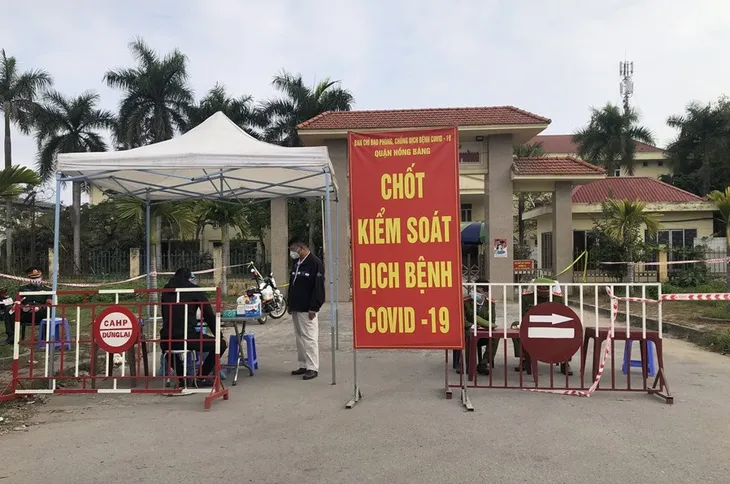 BAN CHỈ ĐẠO PHÒNG, CHỐNG DỊCH BỆNH COVID - 19
QUẬN HỒNG BÀNG
CHỐT
KIỂM SOÁT
DỊCH BỆNH
COVID -19
CAHP
DỪNG LẠI